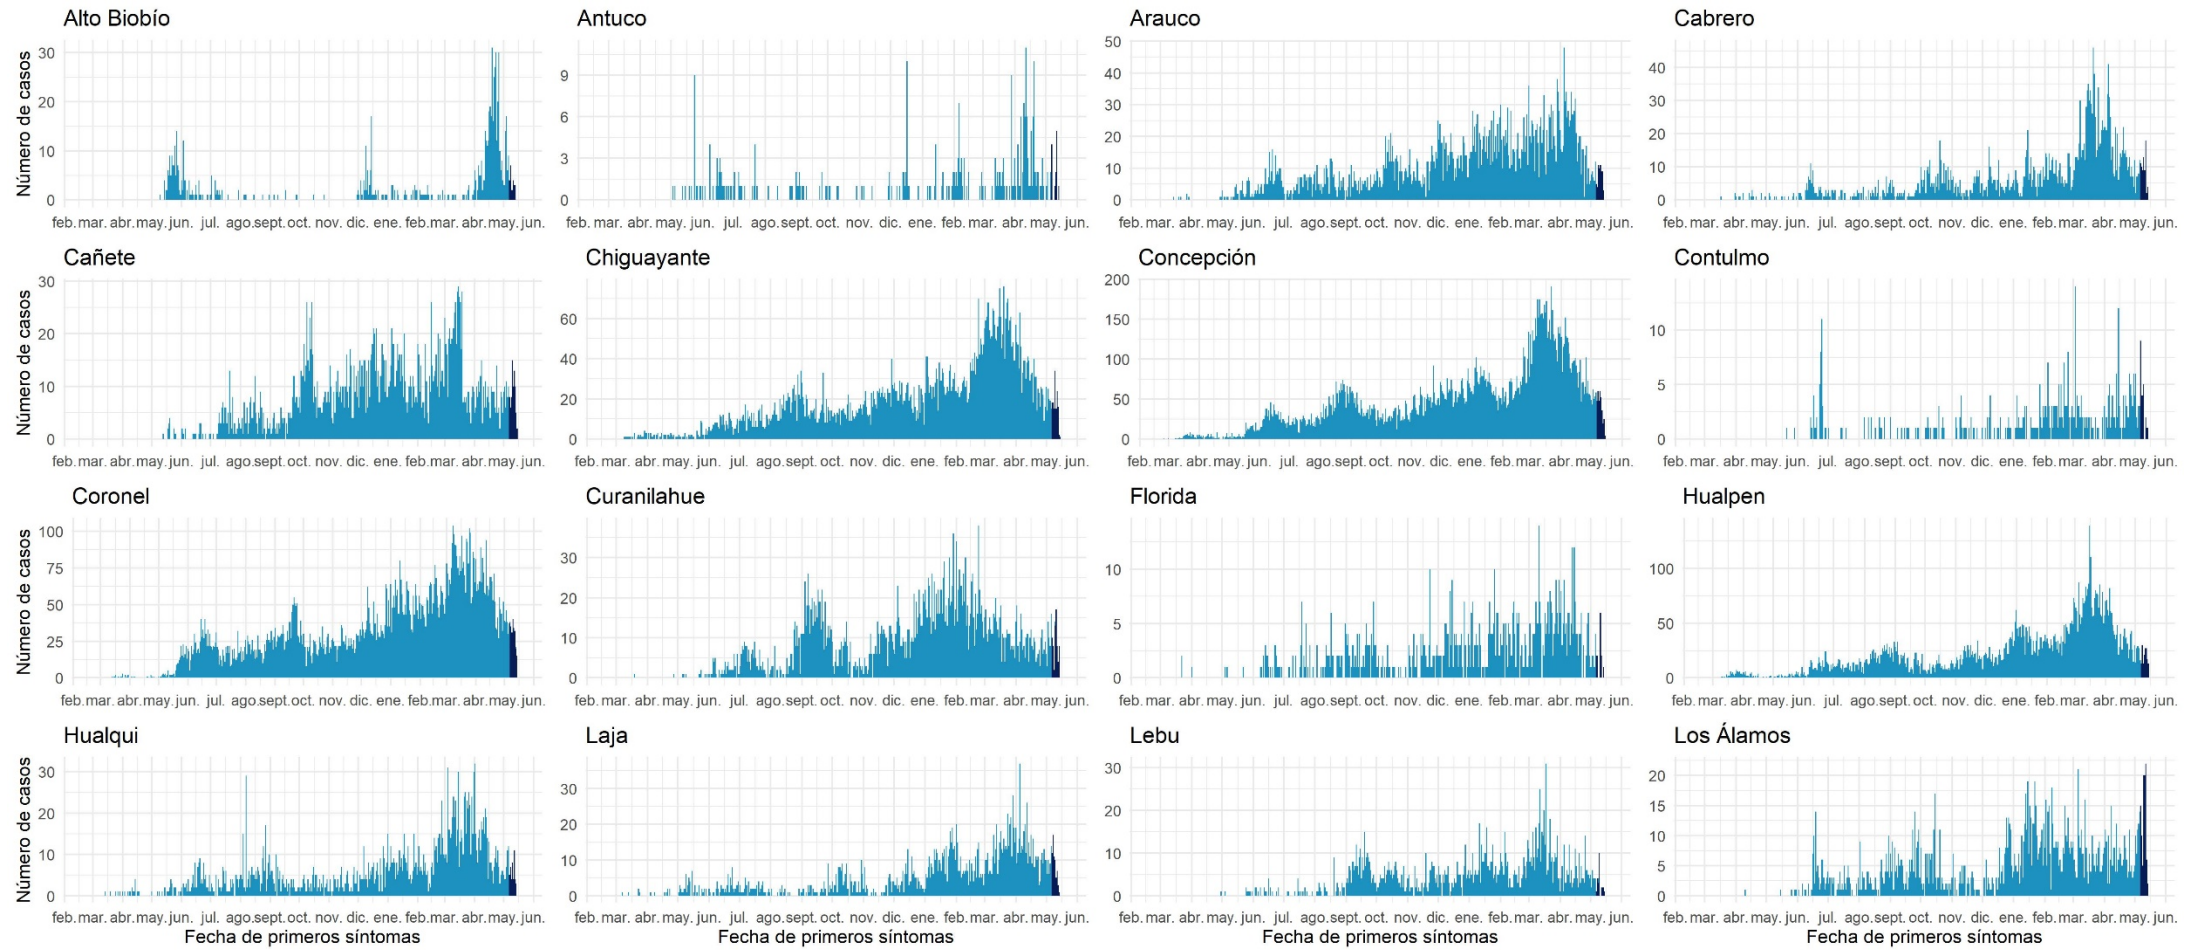 Alto Biobío
Antuco
Arauco
Cabrero
Número de casos
30
20
10
0
9
6
3
0
50
40
30
20
10
0
40
30
20
10
0
feb. mar. abr. may. jun. jul. ago. sept. oct. nov. dic. ene. feb. mar. abr. may. jun.
feb. mar. abr. may. jun. jul. ago. sept. oct. nov. dic. ene. feb. mar. abr. may. jun.
feb. mar. abr. may. jun. jul. ago. sept. oct. nov. dic. ene. feb. mar. abr. may. jun.
feb. mar. abr. may. jun. jul. ago. sept. oct. nov. dic. ene. feb. mar. abr. may. jun.
Cañete
Chiguayante
Concepción
Contulmo
Número de casos
30
20
10
0
60
40
20
0
200
150
100
50
0
10
5
0
feb. mar. abr. may. jun. jul. ago. sept. oct. nov. dic. ene. feb. mar. abr. may. jun.
feb. mar. abr. may. jun. jul. ago. sept. oct. nov. dic. ene. feb. mar. abr. may. jun.
feb. mar. abr. may. jun. jul. ago. sept. oct. nov. dic. ene. feb. mar. abr. may. jun.
feb. mar. abr. may. jun. jul. ago. sept. oct. nov. dic. ene. feb. mar. abr. may. jun.
Coronel
Curanilahue
Florida
Hualpen
Número de casos
100
75
50
25
0
30
20
10
0
10
5
0
100
50
0
feb. mar. abr. may. jun. jul. ago. sept. oct. nov. dic. ene. feb. mar. abr. may. jun.
feb. mar. abr. may. jun. jul. ago. sept. oct. nov. dic. ene. feb. mar. abr. may. jun.
feb. mar. abr. may. jun. jul. ago. sept. oct. nov. dic. ene. feb. mar. abr. may. jun.
feb. mar. abr. may. jun. jul. ago. sept. oct. nov. dic. ene. feb. mar. abr. may. jun.
Hualqui
Laja
Lebu
Los Álamos
Número de casos
30
20
10
0
30
20
10
0
30
20
10
0
20
15
10
5
0
feb. mar. abr. may. jun. jul. ago. sept. oct. nov. dic. ene. feb. mar. abr. may. jun.
feb. mar. abr. may. jun. jul. ago. sept. oct. nov. dic. ene. feb. mar. abr. may. jun.
feb. mar. abr. may. jun. jul. ago. sept. oct. nov. dic. ene. feb. mar. abr. may. jun.
feb. mar. abr. may. jun. jul. ago. sept. oct. nov. dic. ene. feb. mar. abr. may. jun.
Fecha de primeros síntomas
Fecha de primeros síntomas
Fecha de primeros síntomas
Fecha de primeros síntomas